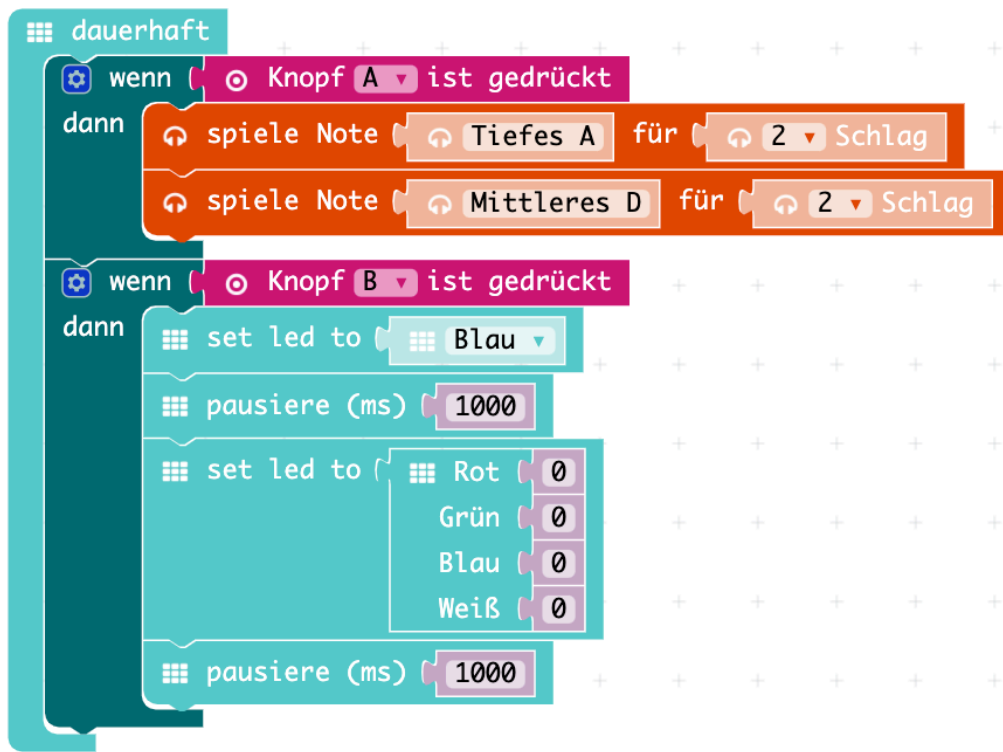 dauerhaft
wenn Knopf A ist gedrückt
dann spiele Note Tiefes A für 2 Schlag
spiele Note Mittleres D für 2 Schlag
wenn Knopf B ist gedrückt
dann set led to Blau
pausiere (ms) 1000
set led to Rot 0
Grün 0
Blau 0
Weiß 0
pausiere (ms) 1000